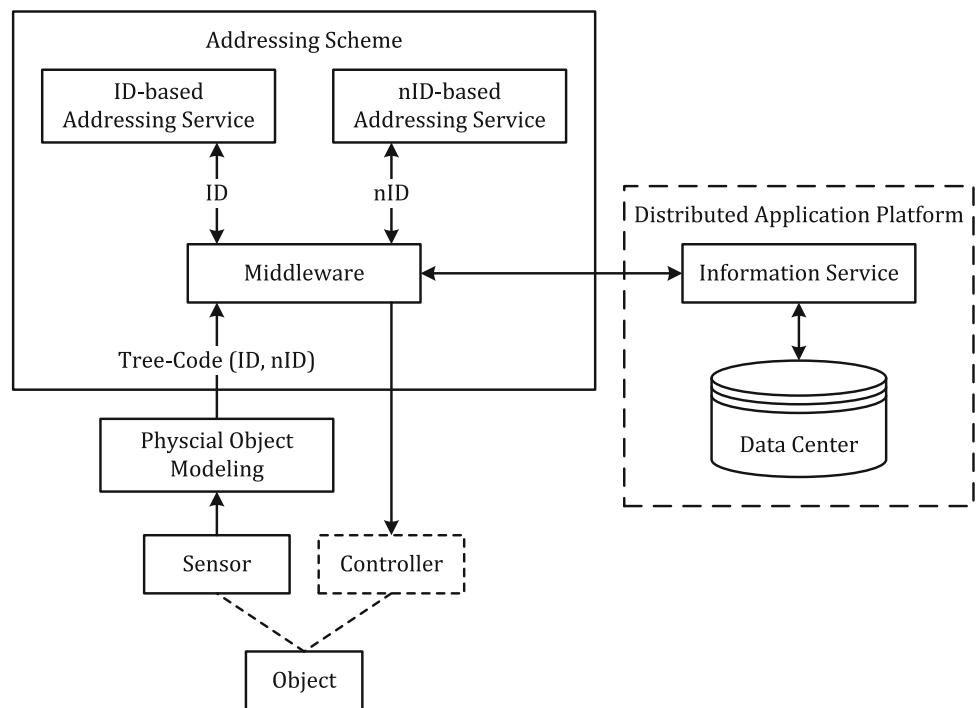 Addressing Scheme
ID-based
Addressing Service
nID-based
Addressing Service
ID
nID
Distributed Application Platform
Middleware
Information Service
Tree-Code (ID, nID)
Physcial Object
Modeling
Data Center
Sensor
Controller
Object